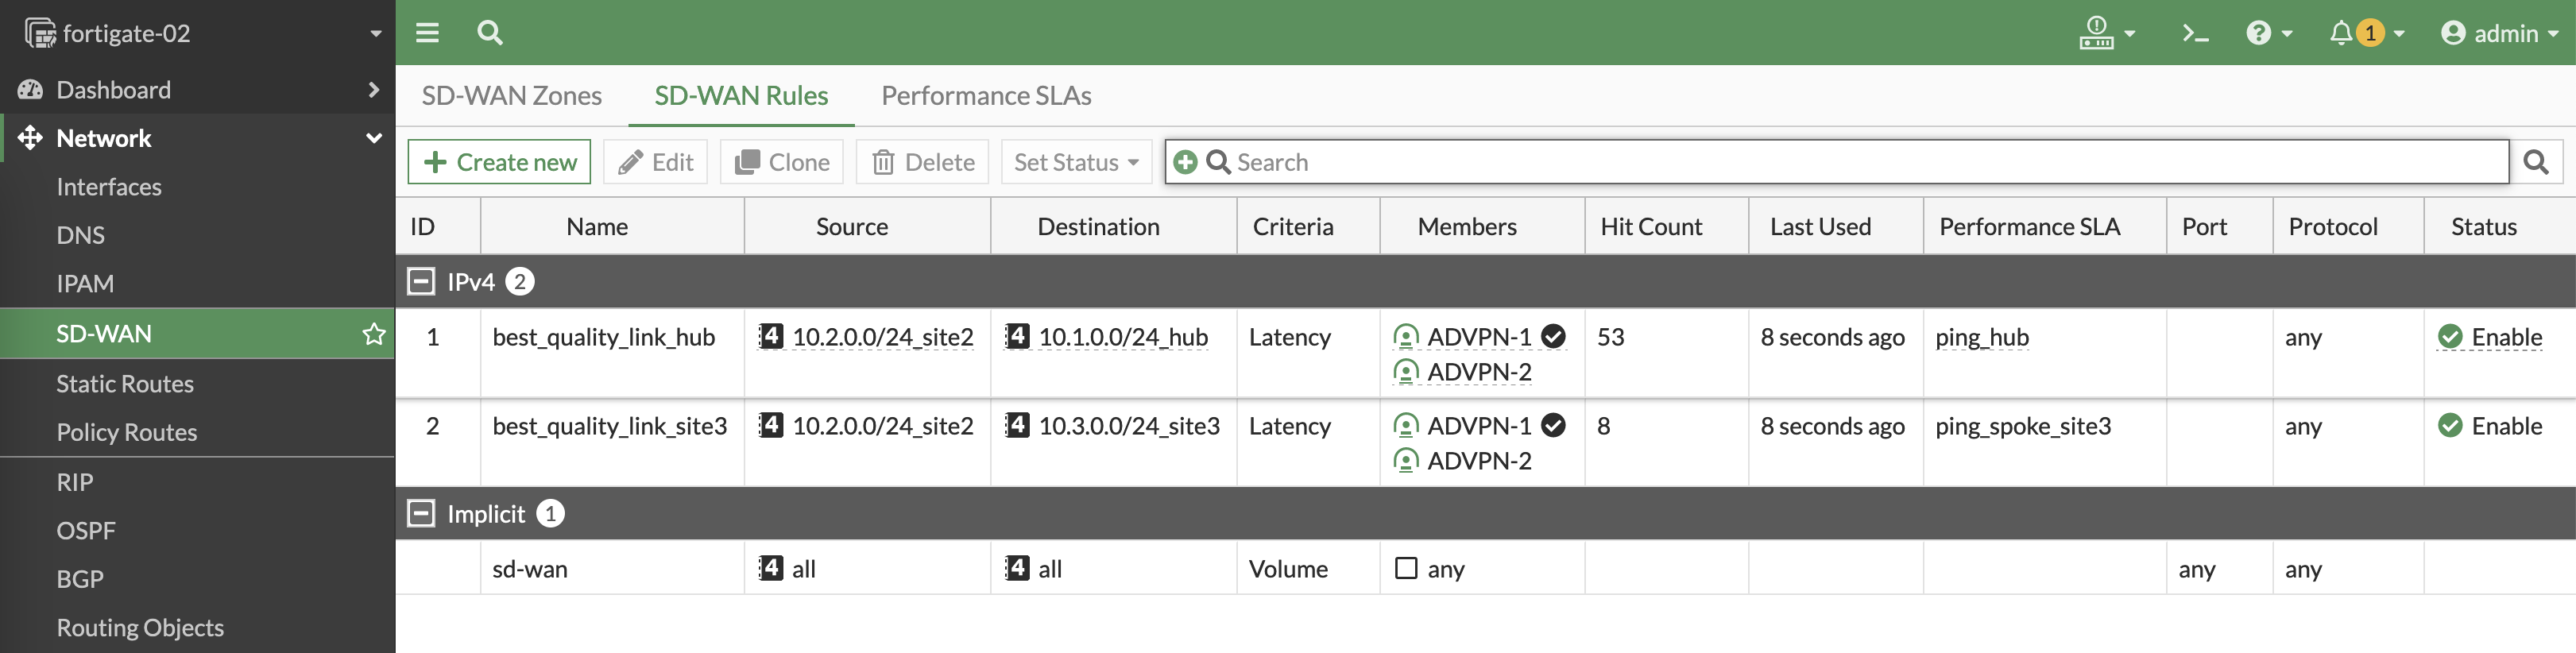 fortigate-02
1
admin
Dashboard
Network
Interfaces
DNS
IPAM
SD-WAN
Static Routes
Policy Routes
RIP
OSPF
BGP
Routing Objects
SD-WAN Zones SD-WAN Rules Performance SLAs
Create new Edit Clone Delete Set Status Search
ID Name Source Destination Criteria Members Hit Count Last Used Performance SLA Port Protocol Status
IPv4 2
1 best_quality_link_hub 4 10.2.0.0/24_site2 4 10.1.0.0/24_hub Latency ADVPN-1 53 8 seconds ago ping_hub any Enable
ADVPN-2
2 best_quality_link_site3 4 10.2.0.0/24_site2 4 10.3.0.0/24_site3 Latency ADVPN-1 8 8 seconds ago ping_spoke_site3 any Enable
ADVPN-2
Implicit 1
sd-wan 4 all 4 all Volume any any any